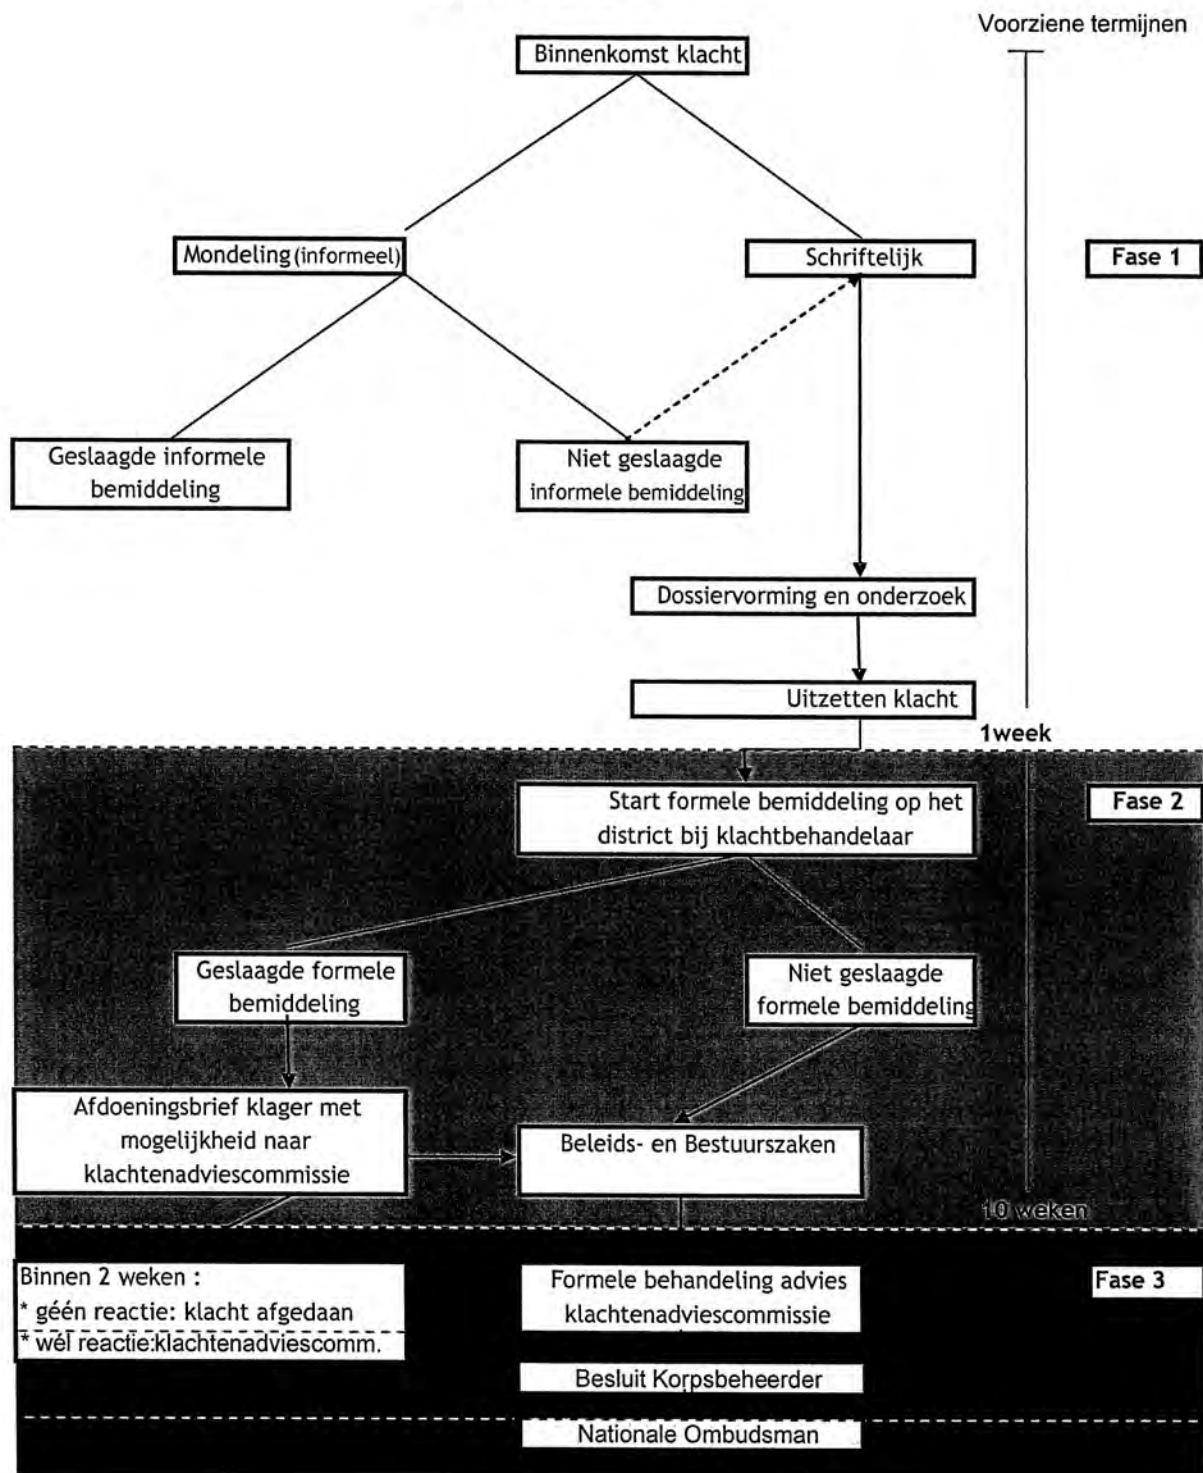 Voorziene termijnen
Binnenkomst klacht
Mondeling (informeel)
Schriftelijk
Fase 1
Geslaagde informele
bemiddeling
Niet geslaagde
informele bemiddeling
Dossiervorming en onderzoek
Uitzetten klacht
1week
Start formele bemiddeling op het
district bij klachtbehandelaar
Fase 2
Geslaagde formele
bemiddeling
Niet geslaagde
formele bemiddeling
Afdoeningsbrief klager met
mogelijkheid naar
klachtenadviescommissie
Beleids- en Bestuurszaken
10 weken
Binnen 2 weken :
* géén reactie: klacht afgedaan
* wél reactie:klachtenadviescomm.
Formele behandeling advies
klachtenadviescommissie
Fase 3
Besluit Korpsbeheerder
Nationale Ombudsman